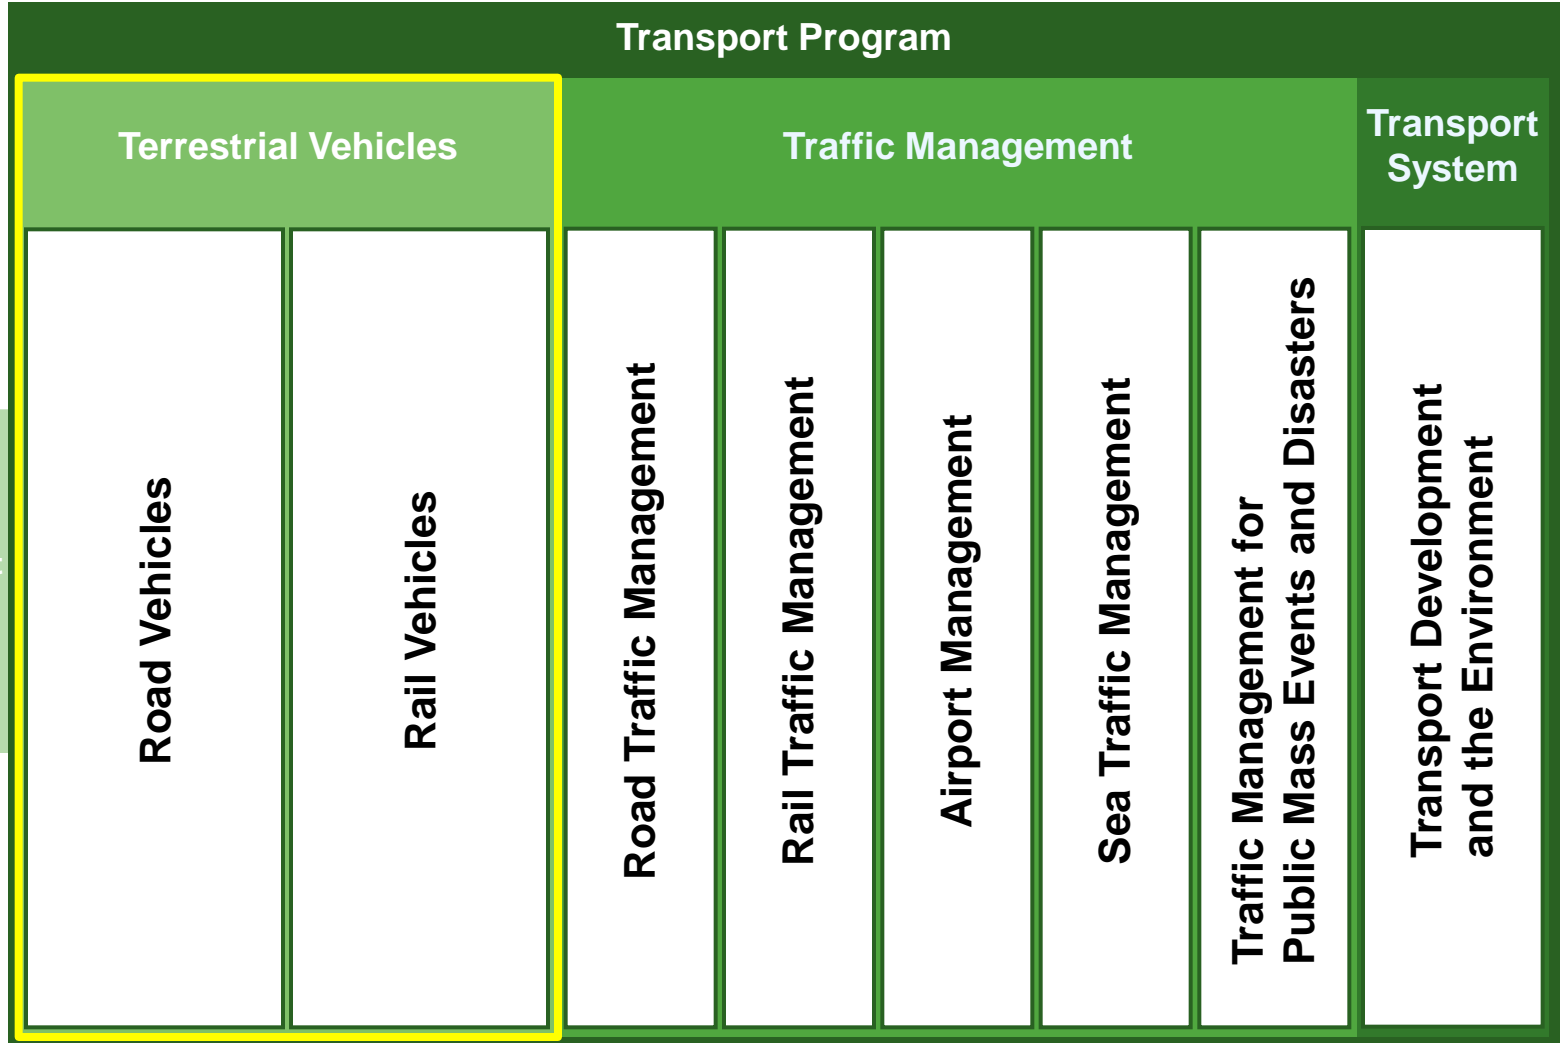 Transport Program
Terrestrial Vehicles
Traffic Management
Transport
System
Road Vehicles
Rail Vehicles
Road Traffic Management
Rail Traffic Management
Airport Management
Sea Traffic Management
Traffic Management for
Public Mass Events and Disasters
Transport Development
and the Environment